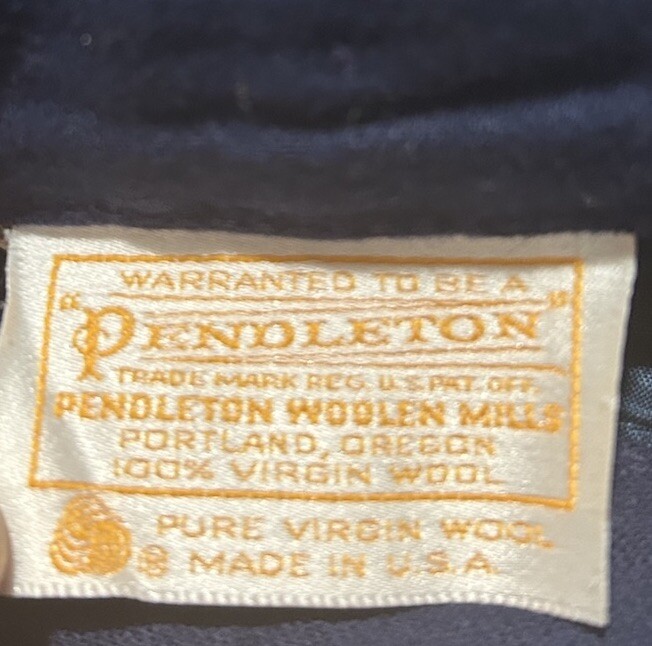 WARRANTED TO BE A
"PENDLETON"
TRADE MARK REG. U.S. PAT. OFF.
PENDLETON WOOLEN MILLS
PORTLAND, OREGON
100% VIRGIN WOOL
PURE VIRGIN WOOL
® MADE IN U.S.A.